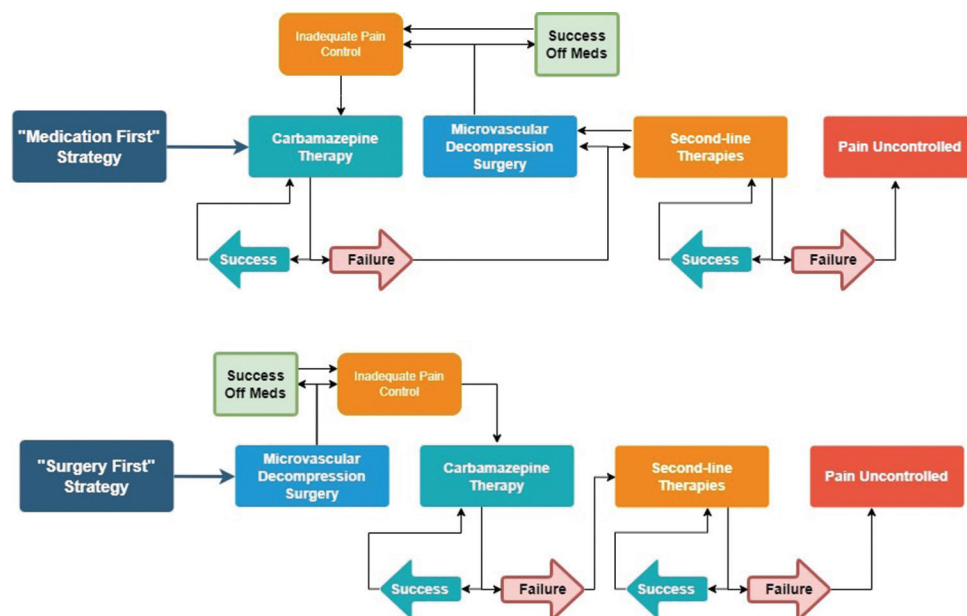 Inadequate Pain
Control
Success
Off Meds
"Medication First"
Strategy
Carbamazepine
Therapy
Microvascular
Decompression
Surgery
Second-line
Therapies
Pain Uncontrolled
Success
Failure
Success
Failure
Success
Off Meds
Inadequate Pain
Control
"Surgery First"
Strategy
Microvascular
Decompression
Surgery
Carbamazepine
Therapy
Second-line
Therapies
Pain Uncontrolled
Success
Failure
Success
Failure